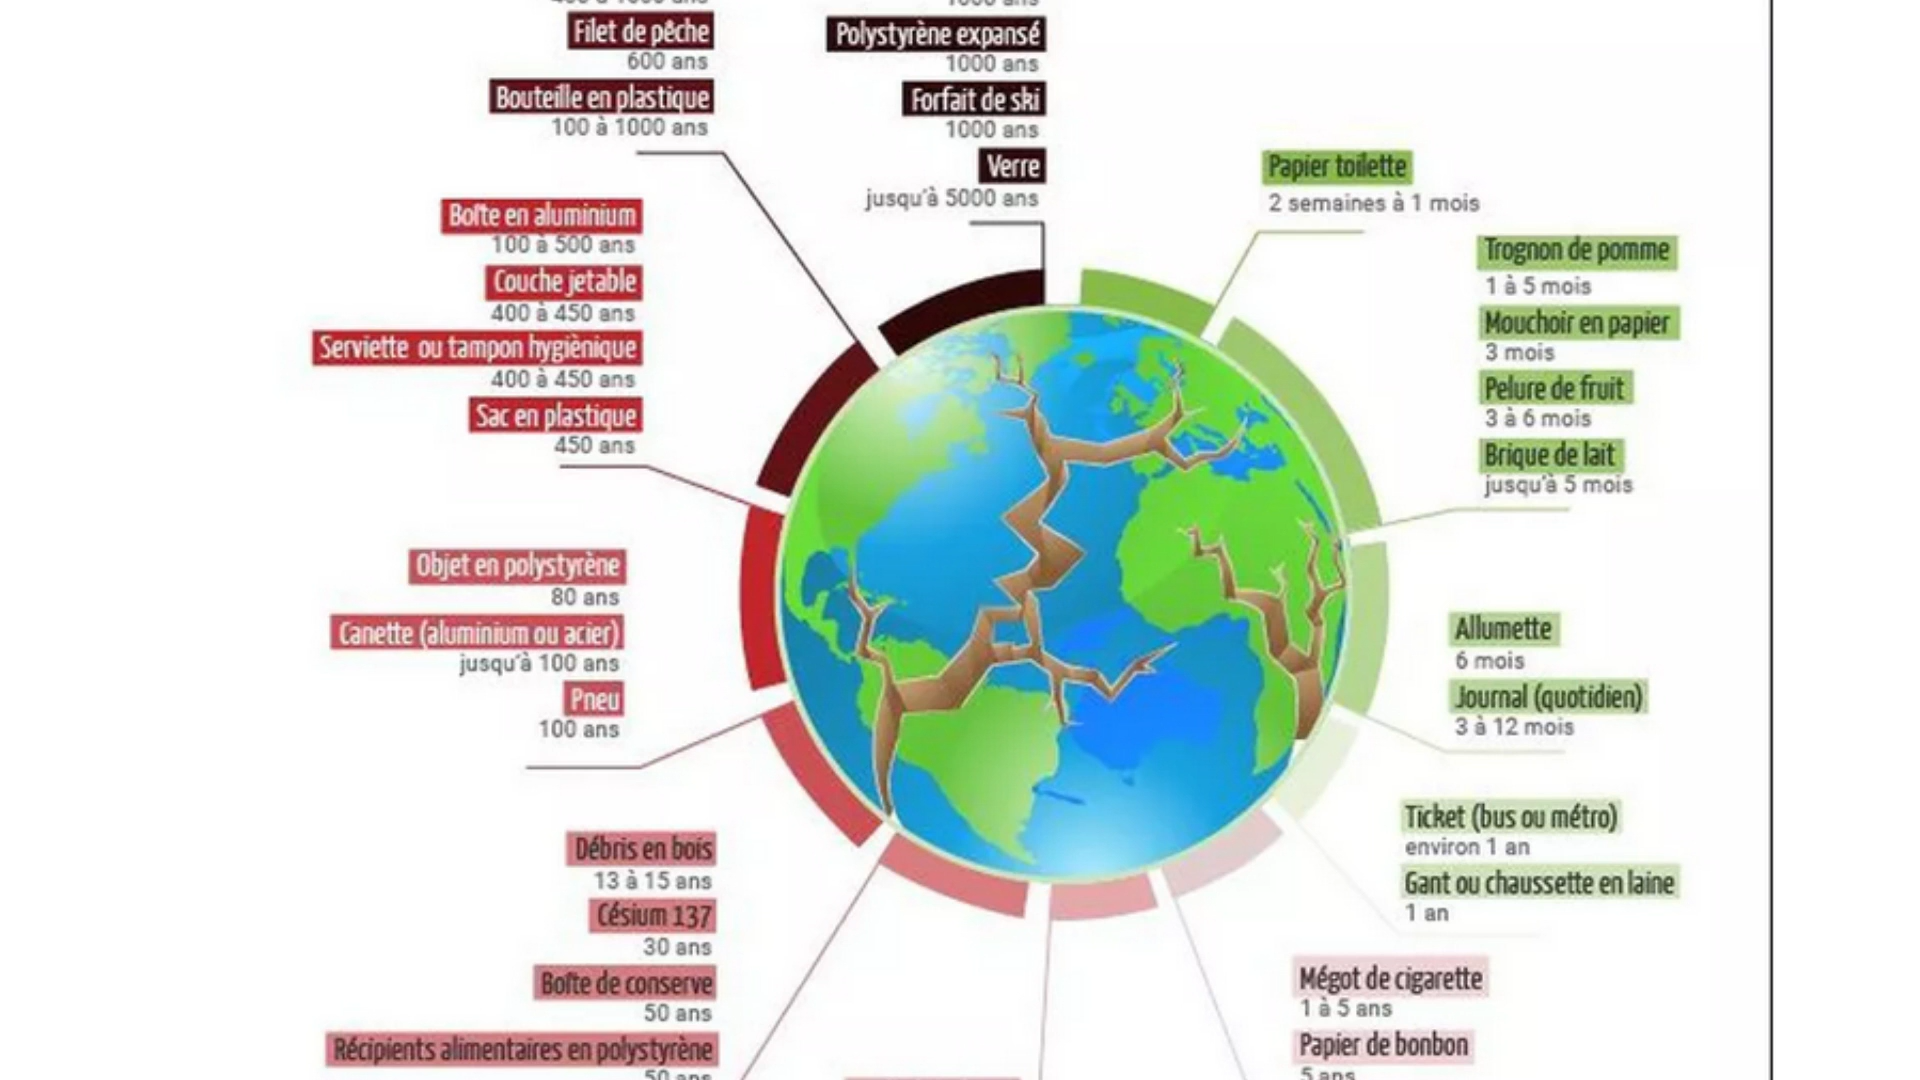 Filet de pêche
600 ans
Bouteille en plastique
100 à 1000 ans
Polystyrène expansé
1000 ans
Forfait de ski
1000 ans
Verre
jusqu'à 5000 ans
Papier toilette
2 semaines à 1 mois
Trognon de pomme
1 à 5 mois
Mouchoir en papier
3 mois
Pelure de fruit
3 à 6 mois
Brique de lait
jusqu'à 5 mois
Allumette
6 mois
Journal (quotidien)
3 à 12 mois
Ticket (bus ou métro)
environ 1 an
Gant ou chaussette en laine
1 an
Mégot de cigarette
1 à 5 ans
Papier de bonbon
5 ans
Boîte en aluminium
100 à 500 ans
Couche jetable
400 à 450 ans
Serviette ou tampon hygiènique
400 à 450 ans
Sac en plastique
450 ans
Objet en polystyrène
80 ans
Canette (aluminium ou acier)
jusqu'à 100 ans
Pneu
100 ans
Débris en bois
13 à 15 ans
Césium 137
30 ans
Boîte de conserve
50 ans
Récipients alimentaires en polystyrène
50 ans